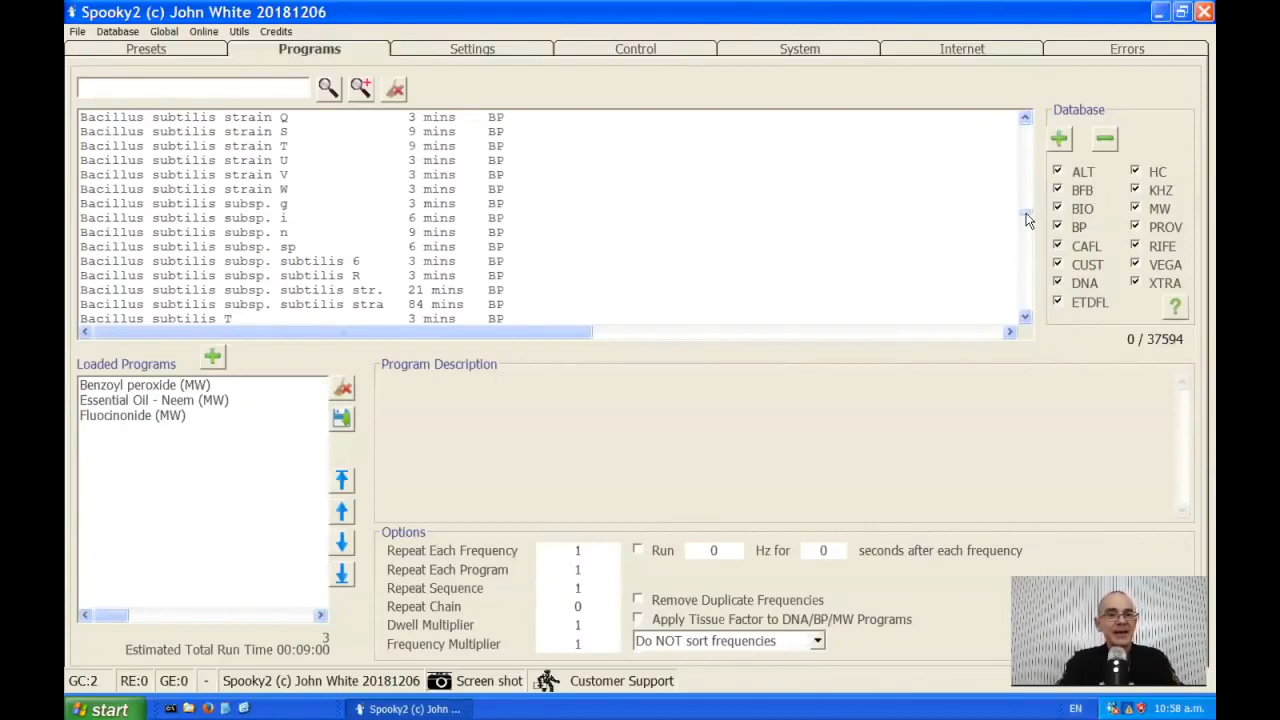 Spooky2 (c) John White 20181206
File Database Global Online Utils Credits
Presets Programs Settings Control System Internet Errors
Bacillus subtilis strain Q 3 mins BP
Bacillus subtilis strain S 9 mins BP
Bacillus subtilis strain T 9 mins BP
Bacillus subtilis strain U 3 mins BP
Bacillus subtilis strain V 3 mins BP
Bacillus subtilis strain W 3 mins BP
Bacillus subtilis subsp. g 3 mins BP
Bacillus subtilis subsp. i 6 mins BP
Bacillus subtilis subsp. n 9 mins BP
Bacillus subtilis subsp. sp 6 mins BP
Bacillus subtilis subsp. subtilis 6 3 mins BP
Bacillus subtilis subsp. subtilis R 3 mins BP
Bacillus subtilis subsp. subtilis str. 21 mins BP
Bacillus subtilis subsp. subtilis stra 84 mins BP
Bacillus subtilis T 3 mins BP
Database
ALT HC
BFB KHZ
BIO MW
BP PROV
CAFL RIFE
CUST VEGA
DNA XTRA
ETDFL
0 / 37594
Loaded Programs
Benzoyl peroxide (MW)
Essential Oil - Neem (MW)
Fluocinonide (MW)
3
Estimated Total Run Time 00:09:00
Program Description
Options
Repeat Each Frequency 1 Run 0 Hz for 0 seconds after each frequency
Repeat Each Program 1
Repeat Sequence 1
Repeat Chain 0
Dwell Multiplier 1
Frequency Multiplier 1
Remove Duplicate Frequencies
Apply Tissue Factor to DNA/BP/MW Programs
Do NOT sort frequencies
GC:2 RE:0 GE:0 - Spooky2 (c) John White 20181206 Screen shot Customer Support
start Spooky2 (c) John ... EN 10:58 a.m.